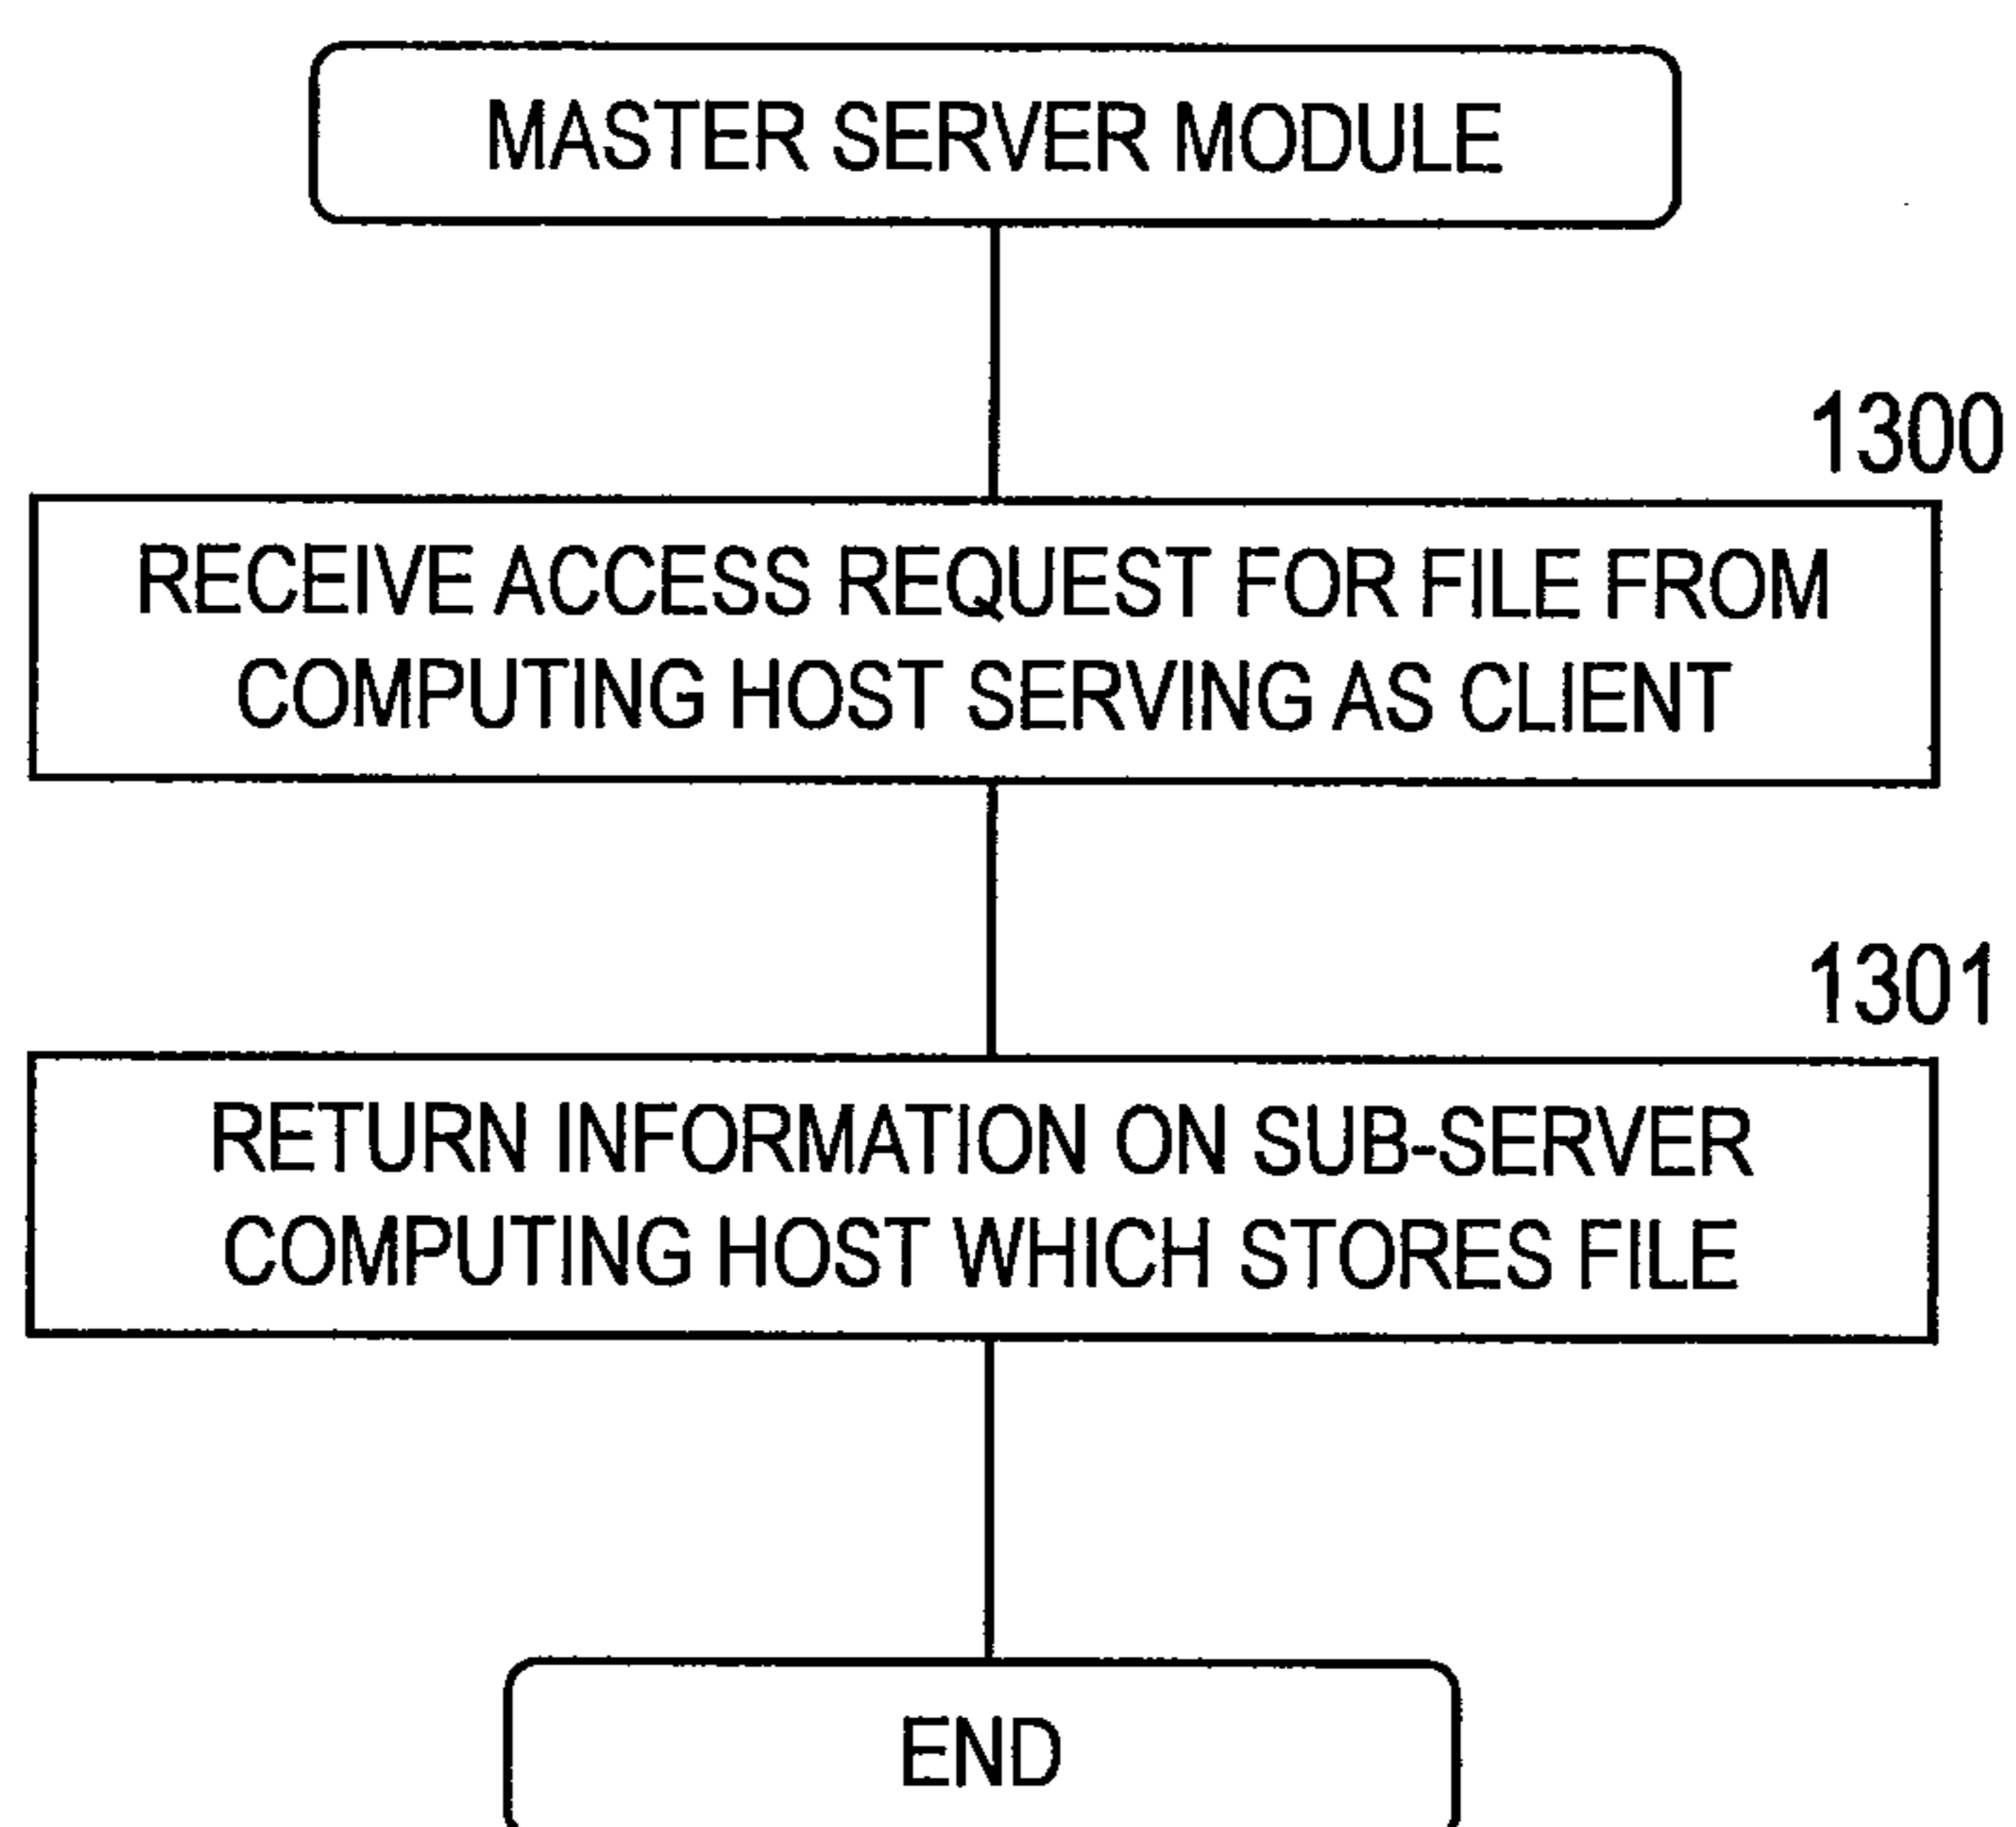 MASTER SERVER MODULE
1300
RECEIVE ACCESS REQUEST FOR FILE FROM
COMPUTING HOST SERVING AS CLIENT
1301
RETURN INFORMATION ON SUB-SERVER
COMPUTING HOST WHICH STORES FILE
END